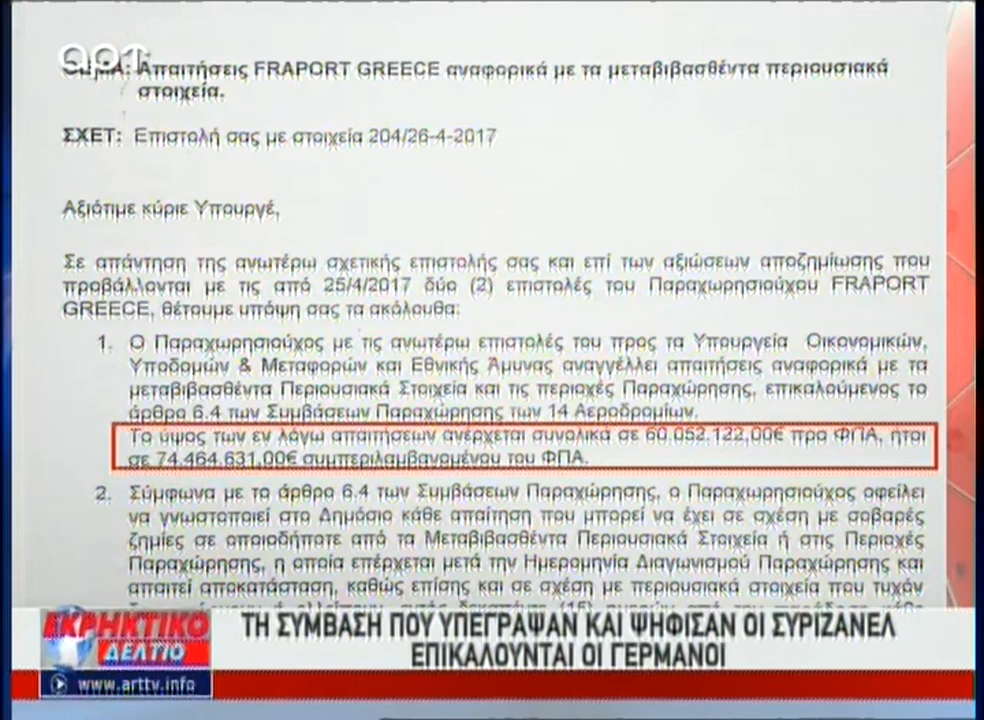 αρτ
ΘΕΜΑ: Απαιτήσεις FRAPORT GREECE αναφορικά με τα μεταβιβασθέντα περιουσιακά
στοιχεία.
ΣΧΕΤ: Επιστολή σας με στοιχεία 204/26-4-2017
Αξιότιμε κύριε Υπουργέ,
Σε απάντηση της ανωτέρω σχετικής επιστολής σας και επί των αξιώσεων αποζημίωσης που
προβάλλονται με τις από 25/4/2017 δύο (2) επιστολές του Παραχωρησιούχου FRAPORT
GREECE, θέτουμε υπόψη σας τα ακόλουθα:
1. Ο Παραχωρησιούχος με τις ανωτέρω επιστολές του προς τα Υπουργεία Οικονομικών,
Υποδομών & Μεταφορών και Εθνικής Άμυνας αναγγέλλει απαιτήσεις αναφορικά με τα
μεταβιβασθέντα Περιουσιακά Στοιχεία και τις περιοχές Παραχώρησης, επικαλούμενος το
άρθρο 6.4 των Συμβάσεων Παραχώρησης των 14 Αεροδρομίων.
Το ύψος των εν λόγω απαιτήσεων ανέρχεται συνολικά σε 60.052.122,00€ προ ΦΠΑ, ήτοι
σε 74.464.631,00€ συμπεριλαμβανομένου του ΦΠΑ.
2. Σύμφωνα με το άρθρο 6.4 των Συμβάσεων Παραχώρησης, ο Παραχωρησιούχος οφείλει
να γνωστοποιεί στο Δημόσιο κάθε απαίτηση που μπορεί να έχει σε σχέση με σοβαρές
ζημίες σε οποιοδήποτε από τα Μεταβιβασθέντα Περιουσιακά Στοιχεία ή στις Περιοχές
Παραχώρησης, η οποία επέρχεται μετά την Ημερομηνία Διαγωνισμού Παραχώρησης και
απαιτεί αποκατάσταση, καθώς επίσης και σε σχέση με περιουσιακά στοιχεία που τυχόν
ΕΚΡΗΚΤΙΚΟ
ΔΕΛΤΙΟ
www.arttv.info
ΤΗ ΣΥΜΒΑΣΗ ΠΟΥ ΥΠΕΓΡΑΨΑΝ ΚΑΙ ΨΗΦΙΣΑΝ ΟΙ ΣΥΡΙΖΑΝΕΛ
ΕΠΙΚΑΛΟΥΝΤΑΙ ΟΙ ΓΕΡΜΑΝΟΙ